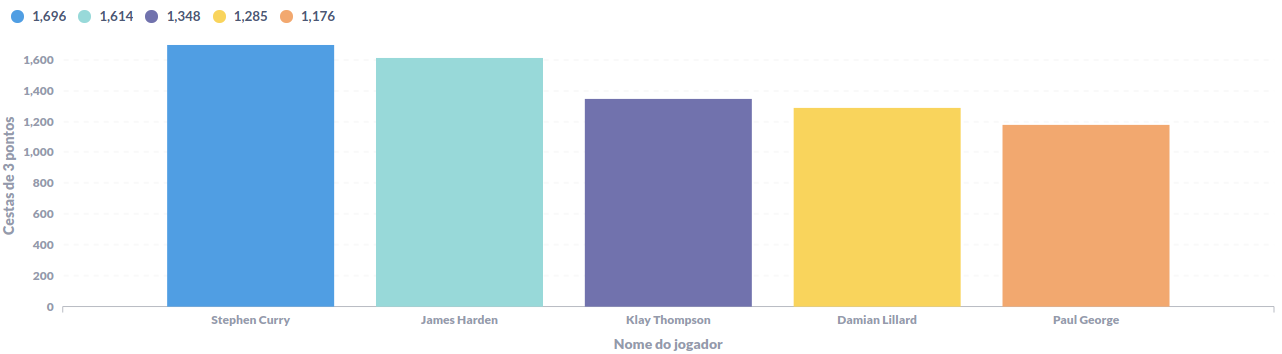 1,696 1,614 1,348 1,285 1,176
Cestas de 3 pontos
1,600
1,400
1,200
1,000
800
600
400
200
0
Stephen Curry James Harden Klay Thompson Damian Lillard Paul George
Nome do jogador